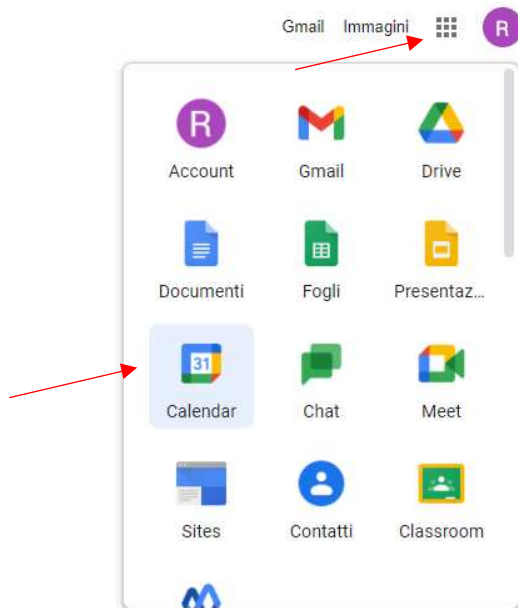 Gmail Immagini R
R
Account Gmail Drive
Documenti Fogli Presentaz...
31
Calendar Chat Meet
Sites Contatti Classroom